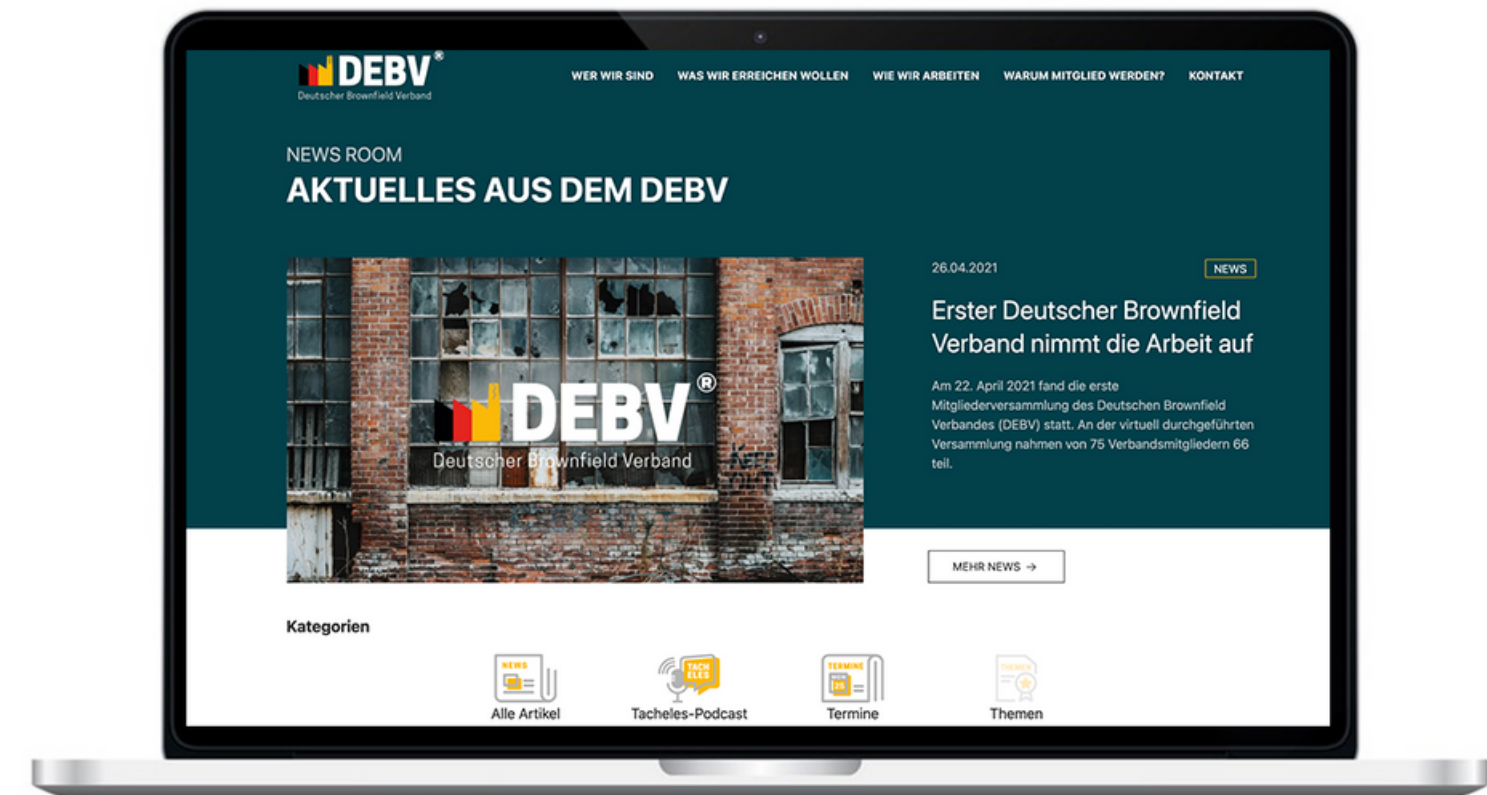 DEBV®
Deutscher Brownfield Verband
WER WIR SIND WAS WIR ERREICHEN WOLLEN WIE WIR ARBEITEN WARUM MITGLIED WERDEN? KONTAKT
NEWS ROOM
AKTUELLES AUS DEM DEBV
DEBV®
Deutscher Brownfield Verband
KEEP
OUT
26.04.2021 NEWS
Erster Deutscher Brownfield
Verband nimmt die Arbeit auf
Am 22. April 2021 fand die erste
Mitgliederversammlung des Deutschen Brownfield
Verbandes (DEBV) statt. An der virtuell durchgeführten
Versammlung nahmen von 75 Verbandsmitgliedern 66
teil.
MEHR NEWS →
Kategorien
NEWS
Alle Artikel
TACH
ELES
Tacheles-Podcast
TERMINE
MON
25
Termine
THEMEN
Themen